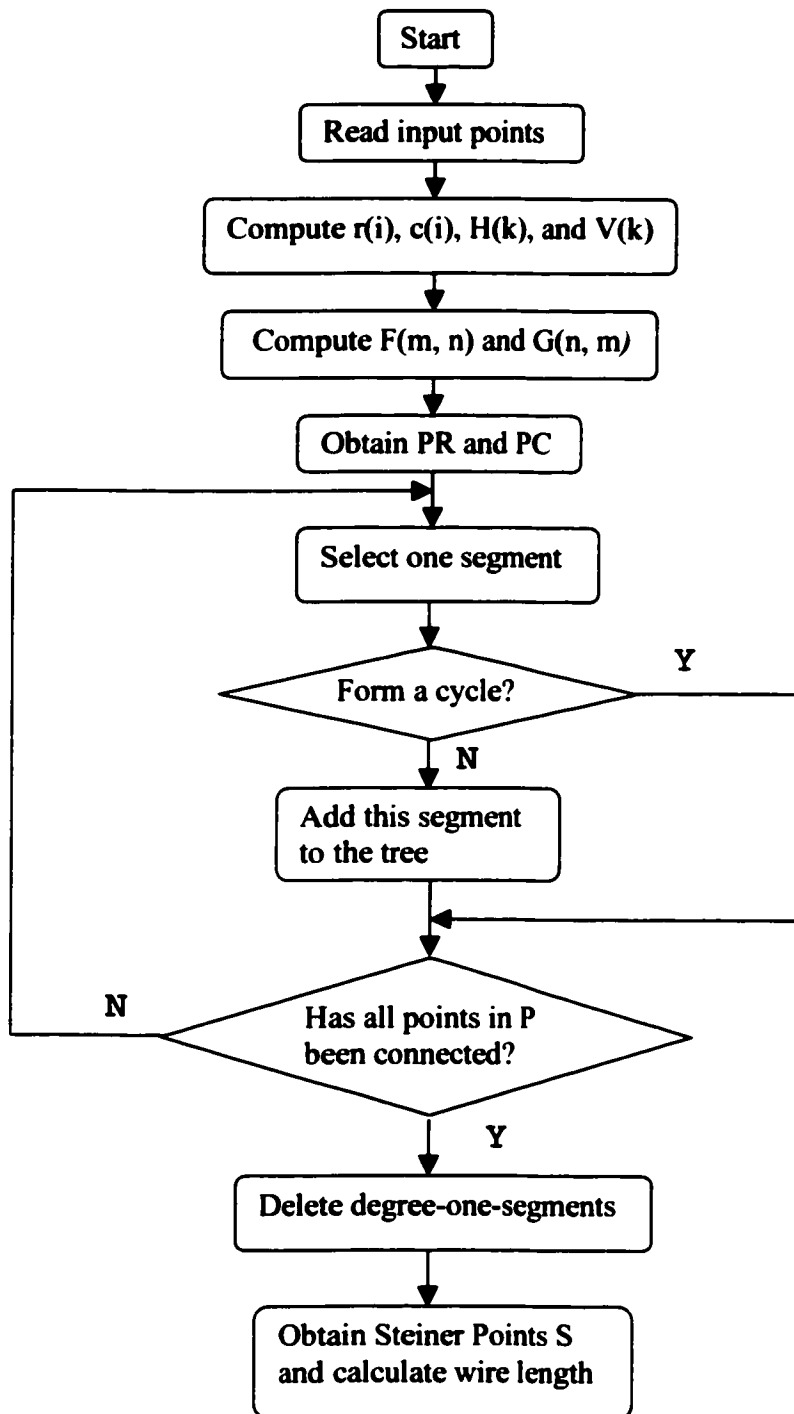 Start
Read input points
Compute r(i), c(i), H(k), and V(k)
Compute F(m, n) and G(n, m)
Obtain PR and PC
Select one segment
Form a cycle?
Y
N
Add this segment
to the tree
N
Has all points in P
been connected?
Y
Delete degree-one-segments
Obtain Steiner Points S
and calculate wire length